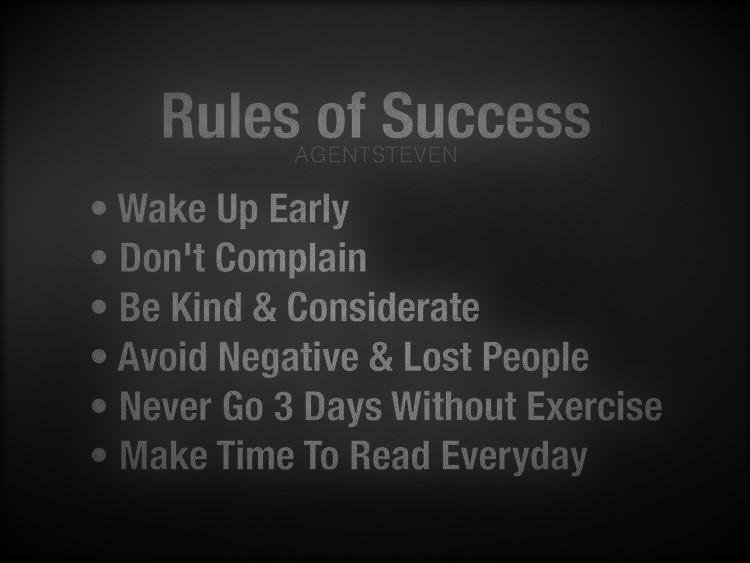 Rules of Success
AGENTSTEVEN
• Wake Up Early
• Don't Complain
• Be Kind & Considerate
• Avoid Negative & Lost People
• Never Go 3 Days Without Exercise
• Make Time To Read Everyday